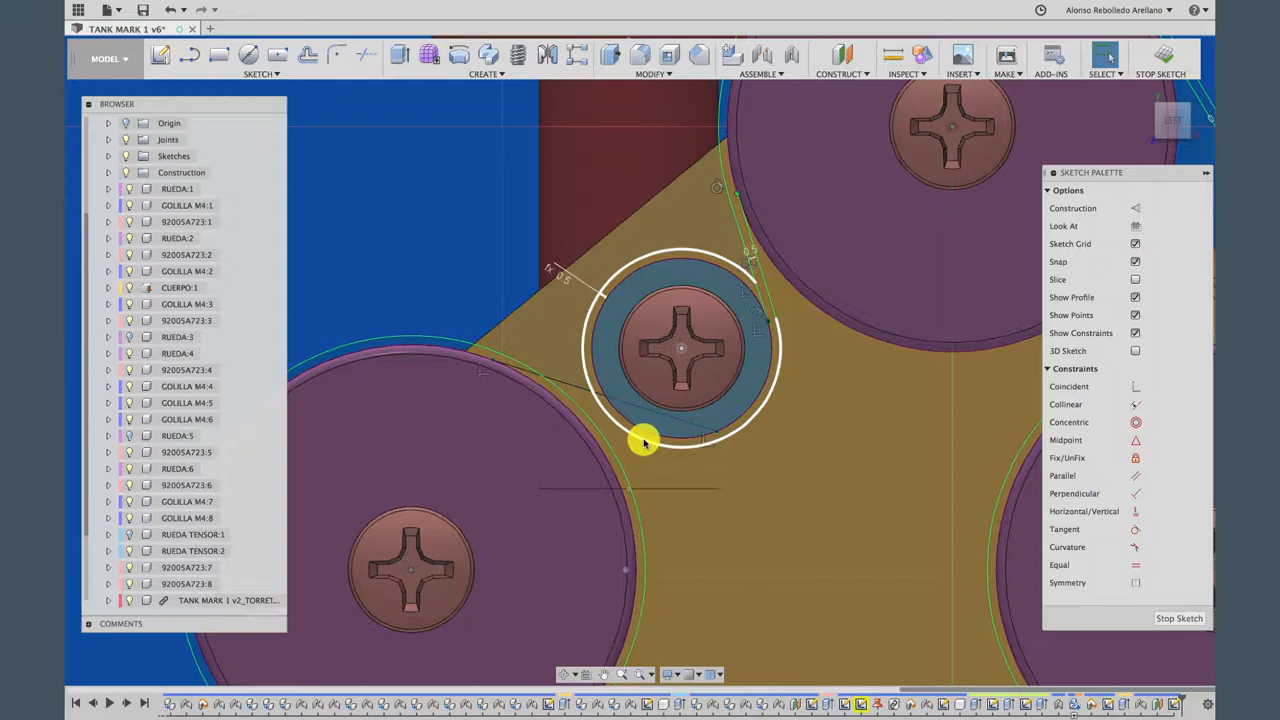 Alonso Rebolledo Arellano
TANK MARK 1 v6*
MODEL
SKETCH
CREATE
MODIFY
ASSEMBLE
CONSTRUCT
INSPECT
INSERT
MAKE
ADD-INS
SELECT
STOP SKETCH
BROWSER
Origin
Joints
Sketches
Construction
RUEDA:1
GOLILLA M4:1
92005A723:1
RUEDA:2
92005A723:2
GOLILLA M4:2
CUERPO:1
GOLILLA M4:3
92005A723:3
RUEDA:3
RUEDA:4
92005A723:4
GOLILLA M4:4
GOLILLA M4:5
GOLILLA M4:6
RUEDA:5
92005A723:5
RUEDA:6
92005A723:6
GOLILLA M4:7
GOLILLA M4:8
RUEDA TENSOR:1
RUEDA TENSOR:2
92005A723:7
92005A723:8
TANK MARK 1 v2_TORRET...
COMMENTS
fx: 0.5
LEFT
SKETCH PALETTE
Options
Construction
Look At
Sketch Grid
Snap
Slice
Show Profile
Show Points
Show Constraints
3D Sketch
Constraints
Coincident
Collinear
Concentric
Midpoint
Fix/UnFix
Parallel
Perpendicular
Horizontal/Vertical
Tangent
Curvature
Equal
Symmetry
Stop Sketch